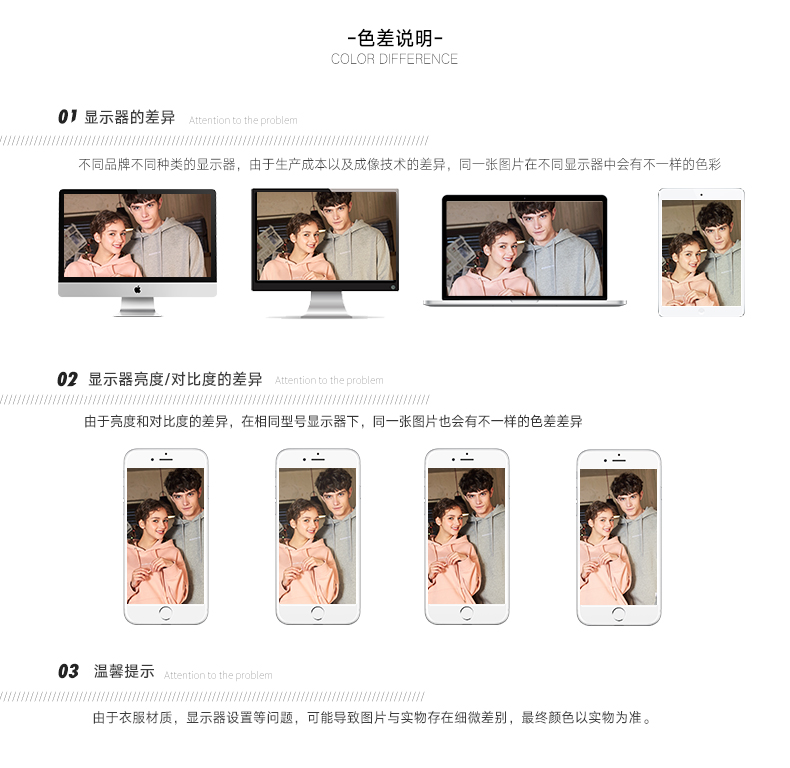 -色差说明-
COLOR DIFFERENCE
01 显示器的差异 Attention to the problem
不同品牌不同种类的显示器，由于生产成本以及成像技术的差异，同一张图片在不同显示器中会有不一样的色彩
02 显示器亮度/对比度的差异 Attention to the problem
由于亮度和对比度的差异，在相同型号显示器下，同一张图片也会有不一样的色差差异
03 温馨提示 Attention to the problem
由于衣服材质，显示器设置等问题，可能导致图片与实物存在细微差别，最终颜色以实物为准。